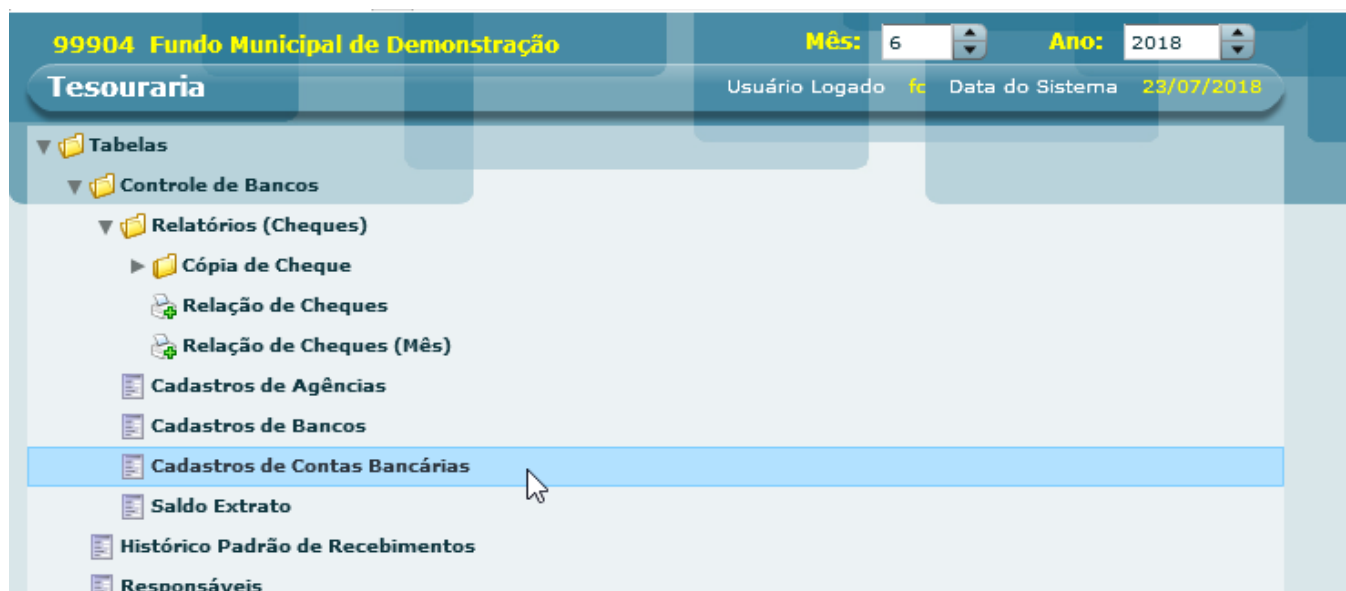 99904 Fundo Municipal de Demonstração Mês: 6 Ano: 2018
Tesouraria Usuário Logado fc Data do Sistema 23/07/2018
Tabelas
Controle de Bancos
Relatórios (Cheques)
Cópia de Cheque
Relação de Cheques
Relação de Cheques (Mês)
Cadastros de Agências
Cadastros de Bancos
Cadastros de Contas Bancárias
Saldo Extrato
Histórico Padrão de Recebimentos
Responsáveis